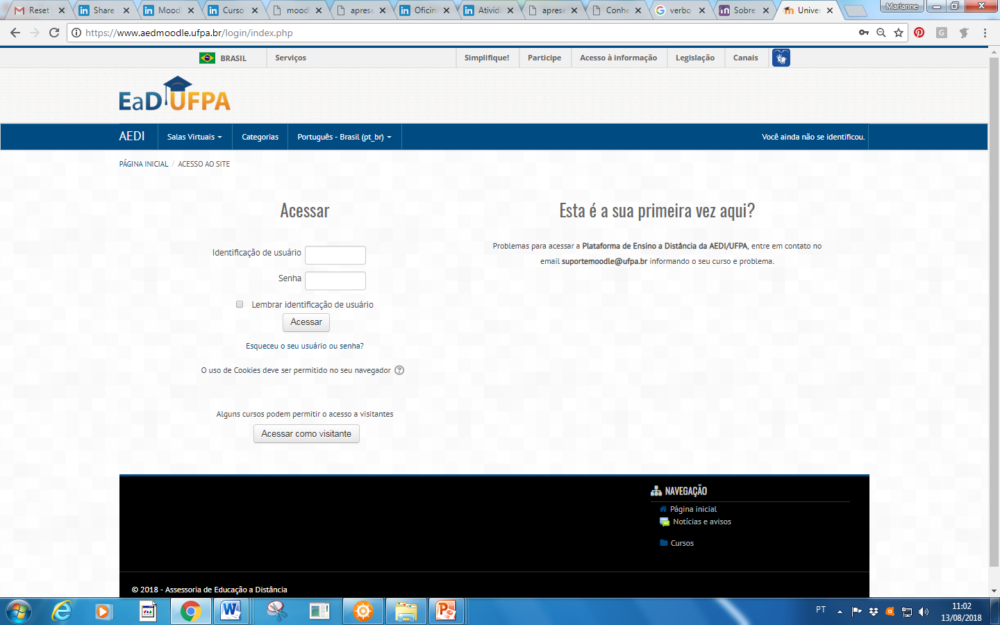 Reset
Share
Moodl
Curso
mood
aprese
Oficin
Ativid
aprese
Conhe
verbo
Sobre
Univer
Marianne
https://www.aedmoodle.ufpa.br/login/index.php
BRASIL
Serviços
Simplifique!
Participe
Acesso à informação
Legislação
Canais
EaD UFPA
AEDI
Salas Virtuais
Categorias
Português - Brasil (pt_br)
Você ainda não se identificou.
PÁGINA INICIAL / ACESSO AO SITE
Acessar
Identificação de usuário
Senha
Lembrar identificação de usuário
Acessar
Esqueceu o seu usuário ou senha?
O uso de Cookies deve ser permitido no seu navegador
Alguns cursos podem permitir o acesso a visitantes
Acessar como visitante
Esta é a sua primeira vez aqui?
Problemas para acessar a Plataforma de Ensino a Distância da AEDI/UFPA, entre em contato no
email suportemoodle@ufpa.br informando o seu curso e problema.
NAVEGAÇÃO
Página inicial
Notícias e avisos
Cursos
© 2018 - Assessoria de Educação a Distância
PT
11:02
13/08/2018